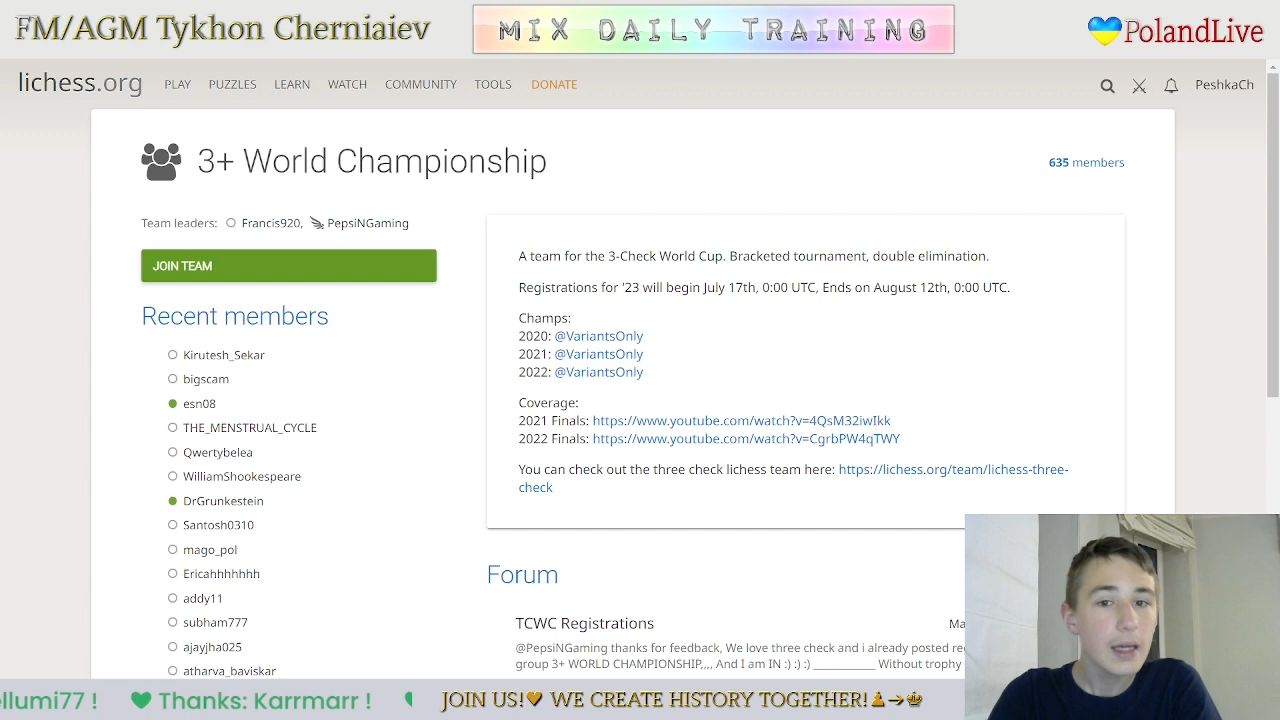 FM/AGM Tykhon Cherniaiev
MIX DAILY TRAINING
PolandLive
lichess.org PLAY PUZZLES LEARN WATCH COMMUNITY TOOLS DONATE PeshkaCh
3+ World Championship
635 members
Team leaders: Francis920, PepsiNGaming
JOIN TEAM
Recent members
Kirutesh_Sekar
bigscam
esn08
THE_MENSTRUAL_CYCLE
Qwertybelea
WilliamShookespeare
DrGrunkestein
Santosh0310
mago_pol
Ericahhhhhh
addy11
subham777
ajayjha025
atharva_baviskar
A team for the 3-Check World Cup. Bracketed tournament, double elimination.
Registrations for '23 will begin July 17th, 0:00 UTC, Ends on August 12th, 0:00 UTC.
Champs:
2020: @VariantsOnly
2021: @VariantsOnly
2022: @VariantsOnly
Coverage:
2021 Finals: https://www.youtube.com/watch?v=4QsM32iwIkk
2022 Finals: https://www.youtube.com/watch?v=CgrbPW4qTWY
You can check out the three check lichess team here: https://lichess.org/team/lichess-three-
check
Forum
TCWC Registrations
Ma
@PepsiNGaming thanks for feedback, We love three check and i already posted rec
group 3+ WORLD CHAMPIONSHIP,,,, And I am IN :) :) :) ___________ Without trophy
ellumi77 ! Thanks: Karrmarr ! JOIN US!🧡 WE CREATE HISTORY TOGETHER!♟→♚